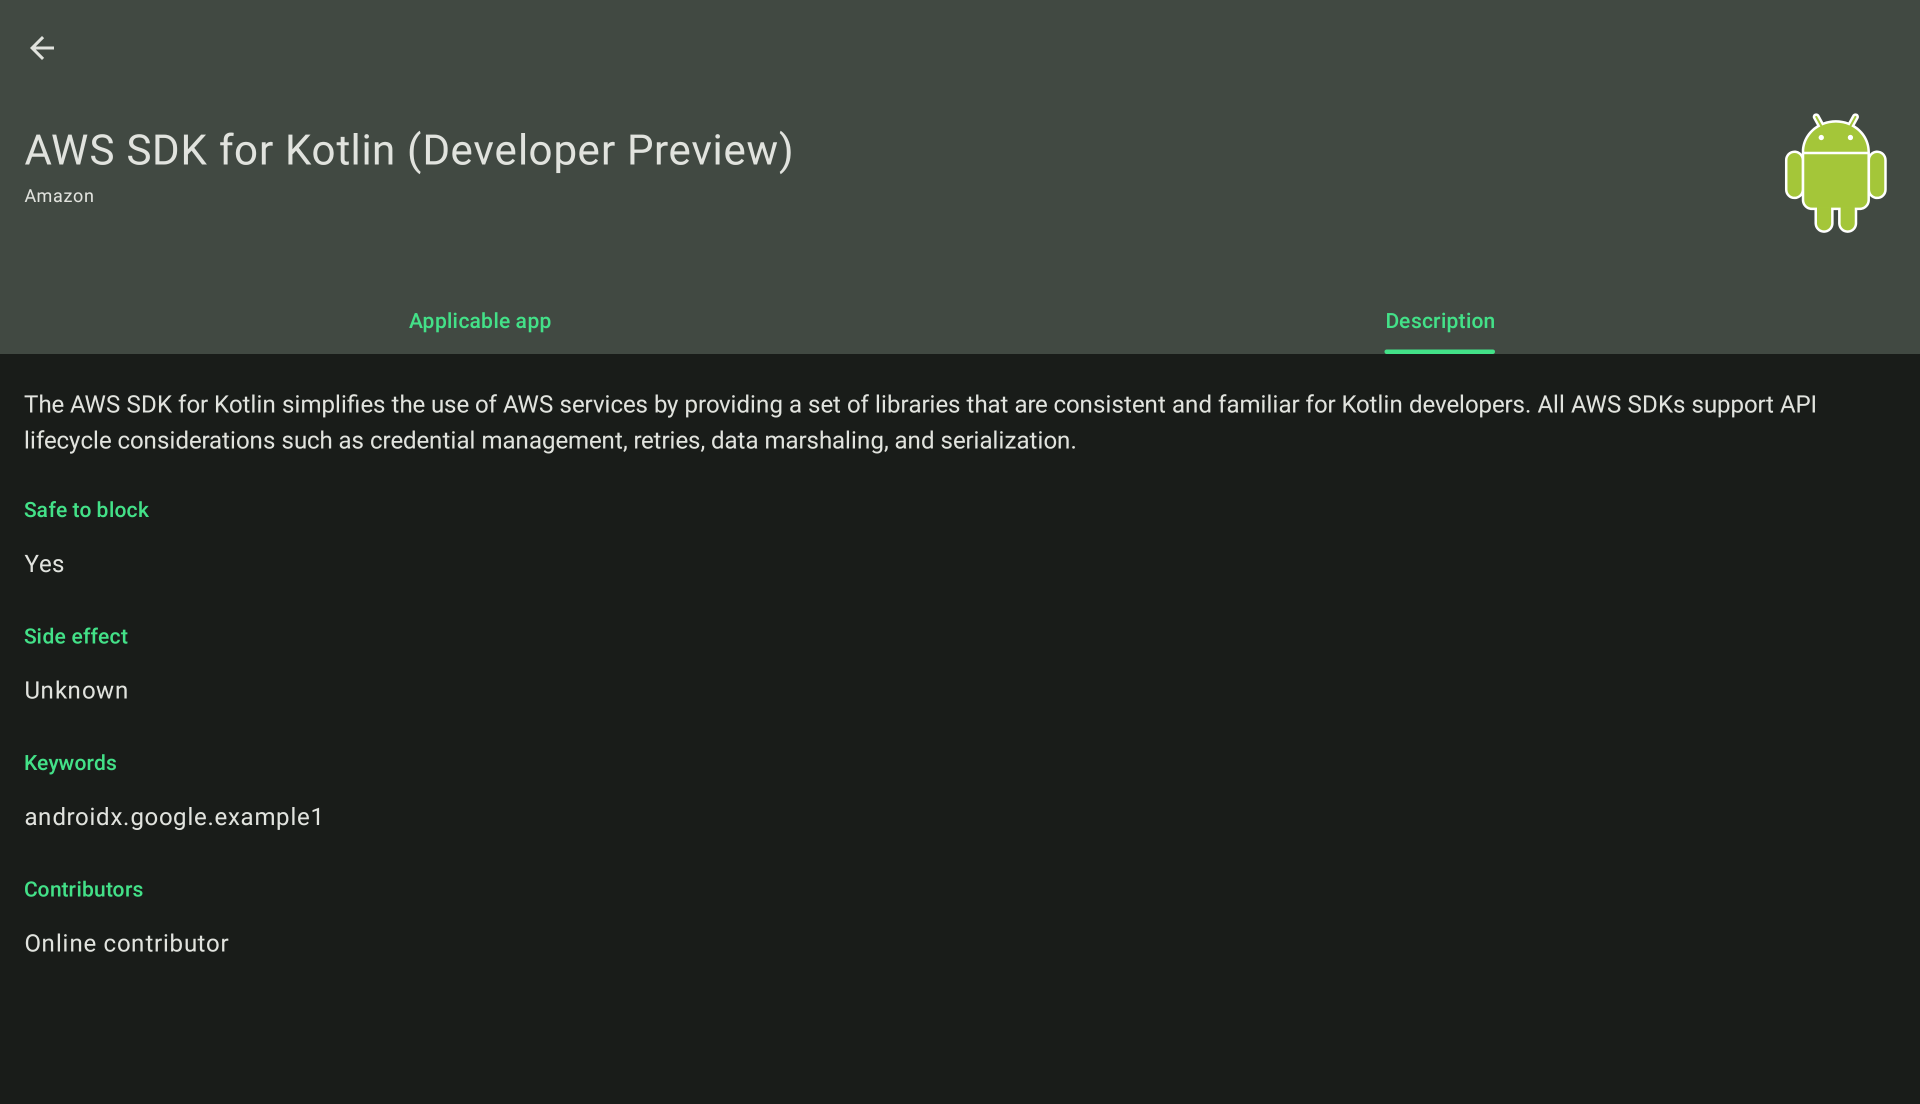 AWS SDK for Kotlin (Developer Preview)
Amazon
Applicable app
Description
The AWS SDK for Kotlin simplifies the use of AWS services by providing a set of libraries that are consistent and familiar for Kotlin developers. All AWS SDKs support API
lifecycle considerations such as credential management, retries, data marshaling, and serialization.
Safe to block
Yes
Side effect
Unknown
Keywords
androidx.google.example1
Contributors
Online contributor